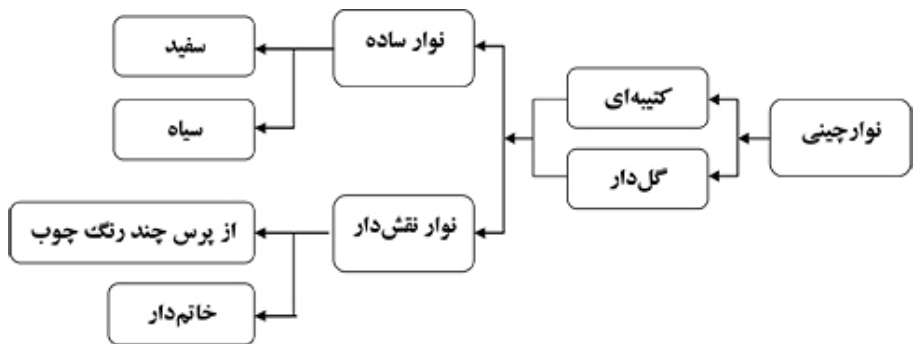 نوارچینی
کتیبه‌ای
گل‌دار
نوار ساده
سفید
سیاه
نوار نقش‌دار
از پرس چند رنگ چوب
خاتم‌دار